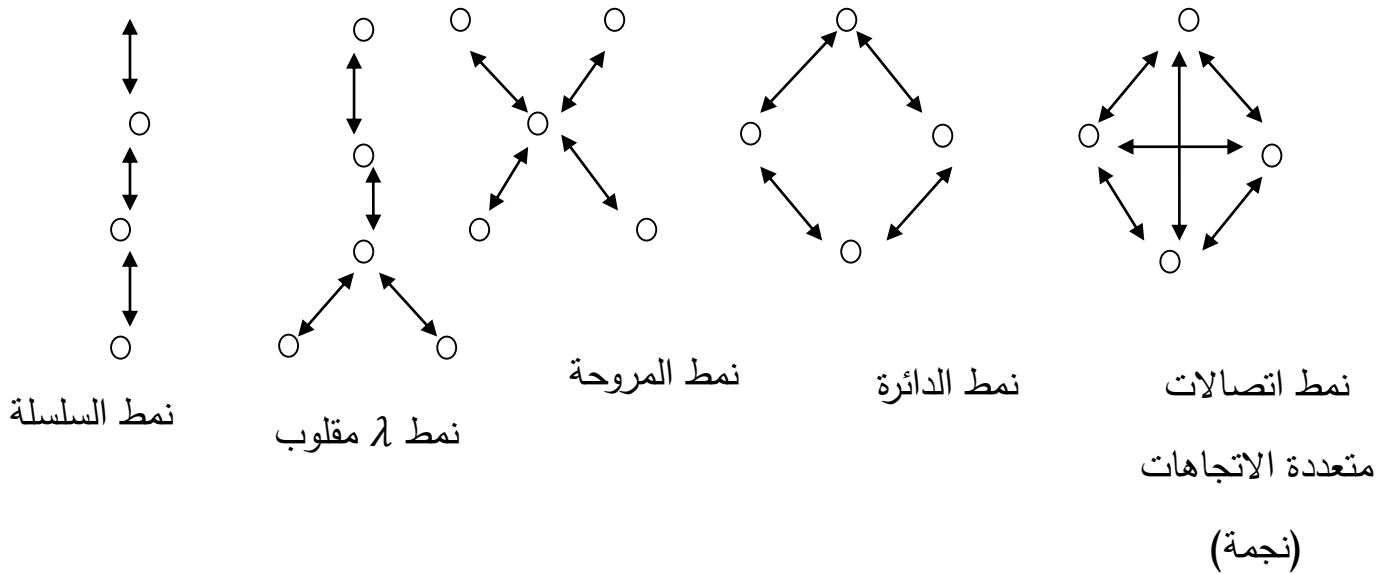 نمط اتصالات
متعددة الاتجاهات
(نجمة)
نمط الدائرة
نمط المروحة
نمط λ مقلوب
نمط السلسلة